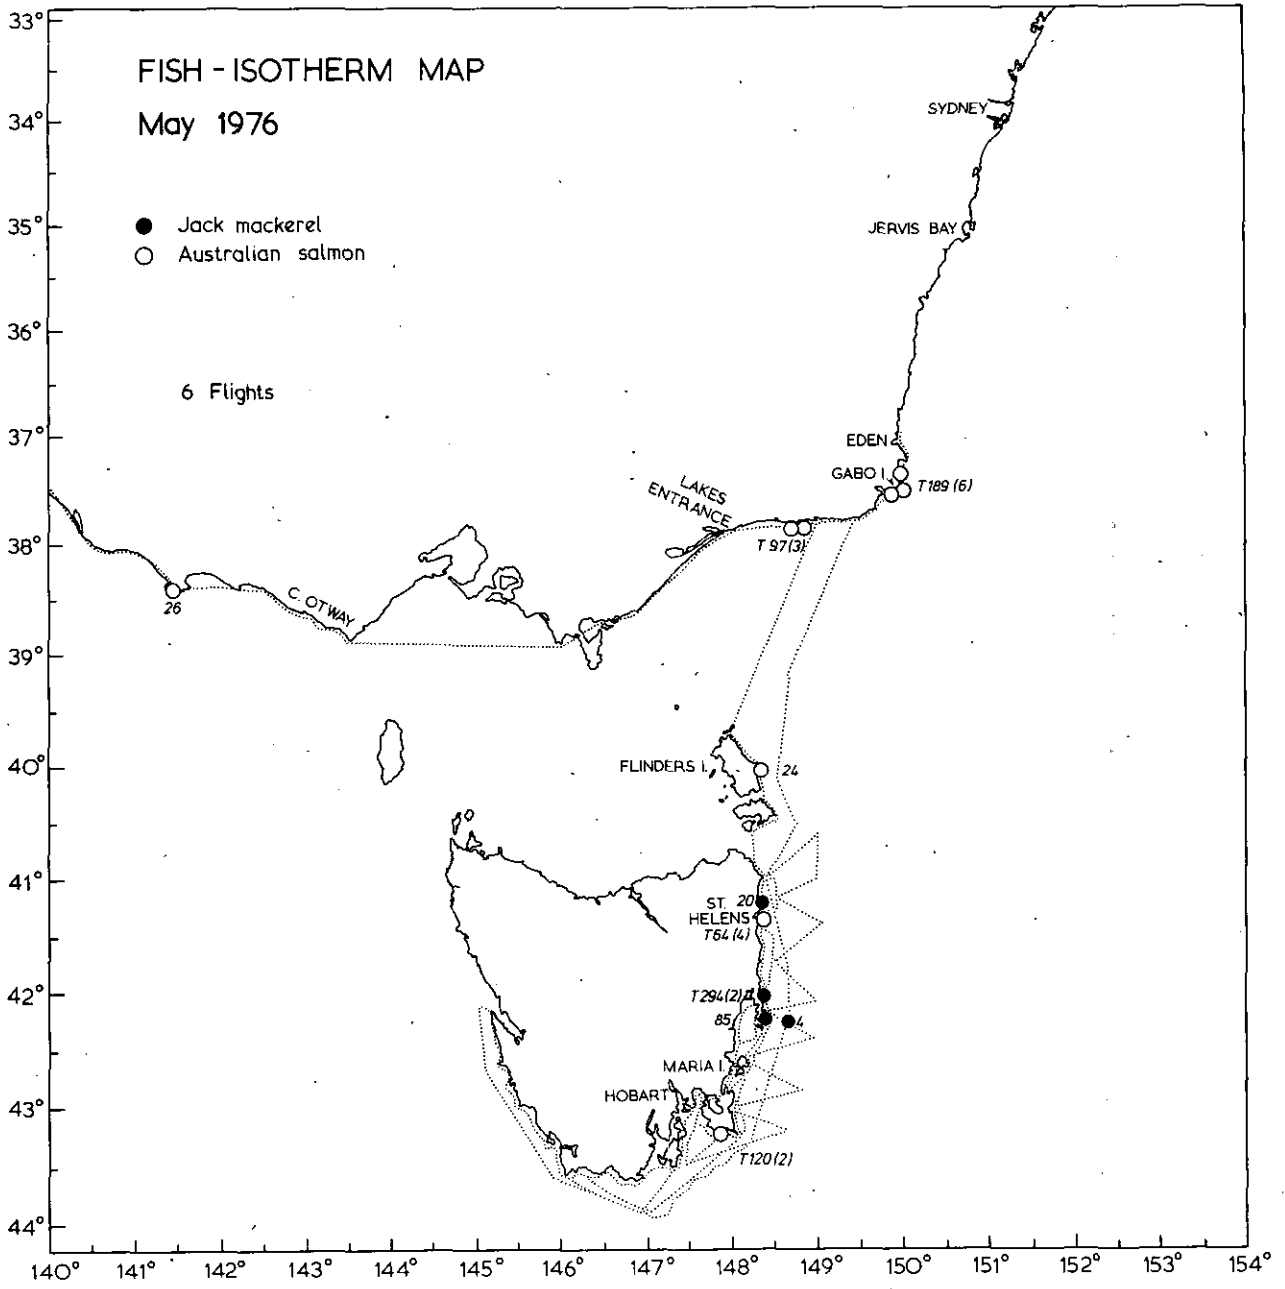 FISH - ISOTHERM MAP
May 1976
Jack mackerel
Australian salmon
6 Flights
33°
34°
35°
36°
37°
38°
39°
40°
41°
42°
43°
44°
SYDNEY
JERVIS BAY
EDEN
GABO I.
T189 (6)
LAKES
ENTRANCE
T 97(3)
C. OTWAY
26
FLINDERS I.
24
ST. 20
HELENS
T64 (4)
T294(2)
85
4
MARIA I.
HOBART
T120(2)
140° 141° 142° 143° 144° 145° 146° 147° 148° 149° 150° 151° 152° 153° 154°